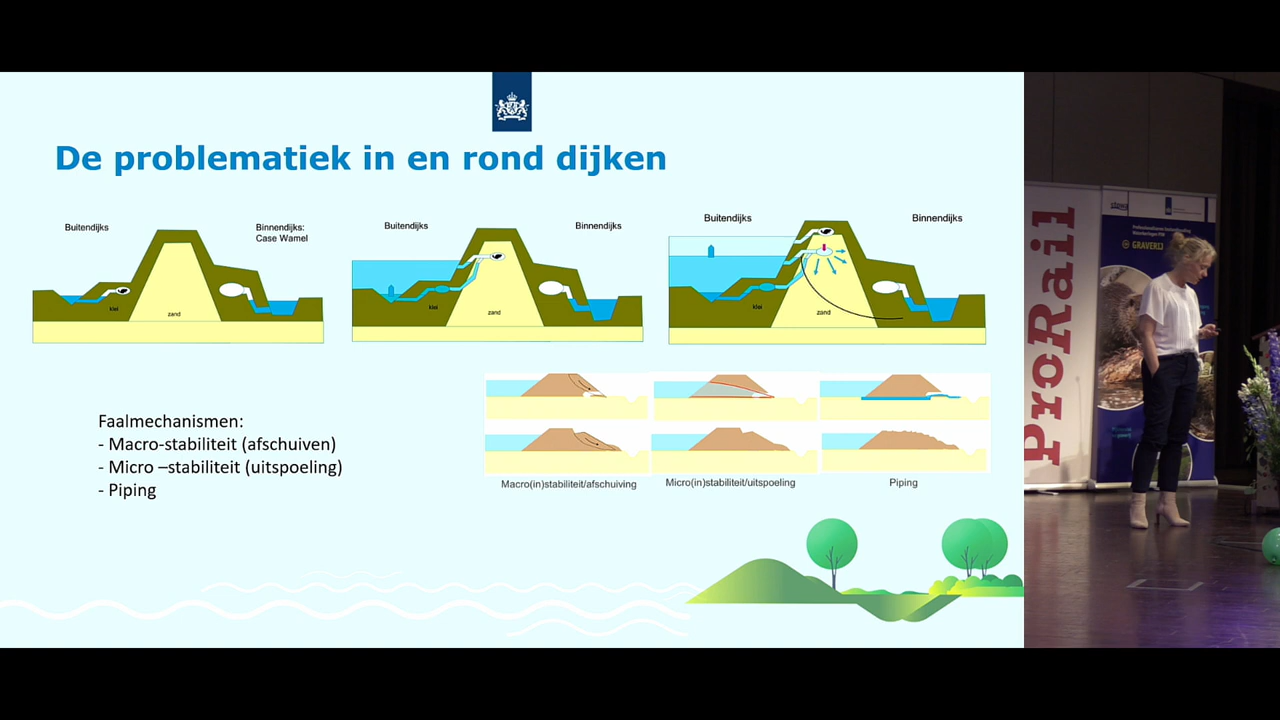 De problematiek in en rond dijken
Buitendijks
Binnendijks:
Case Wamel
klei
zand
Buitendijks
Binnendijks
klei
zand
Buitendijks
Binnendijks
klei
zand
Faalmechanismen:
- Macro-stabiliteit (afschuiven)
- Micro –stabiliteit (uitspoeling)
- Piping
Macro(in)stabiliteit/afschuiving
Micro(in)stabiliteit/uitspoeling
Piping
ProRail
GRAVERIJ